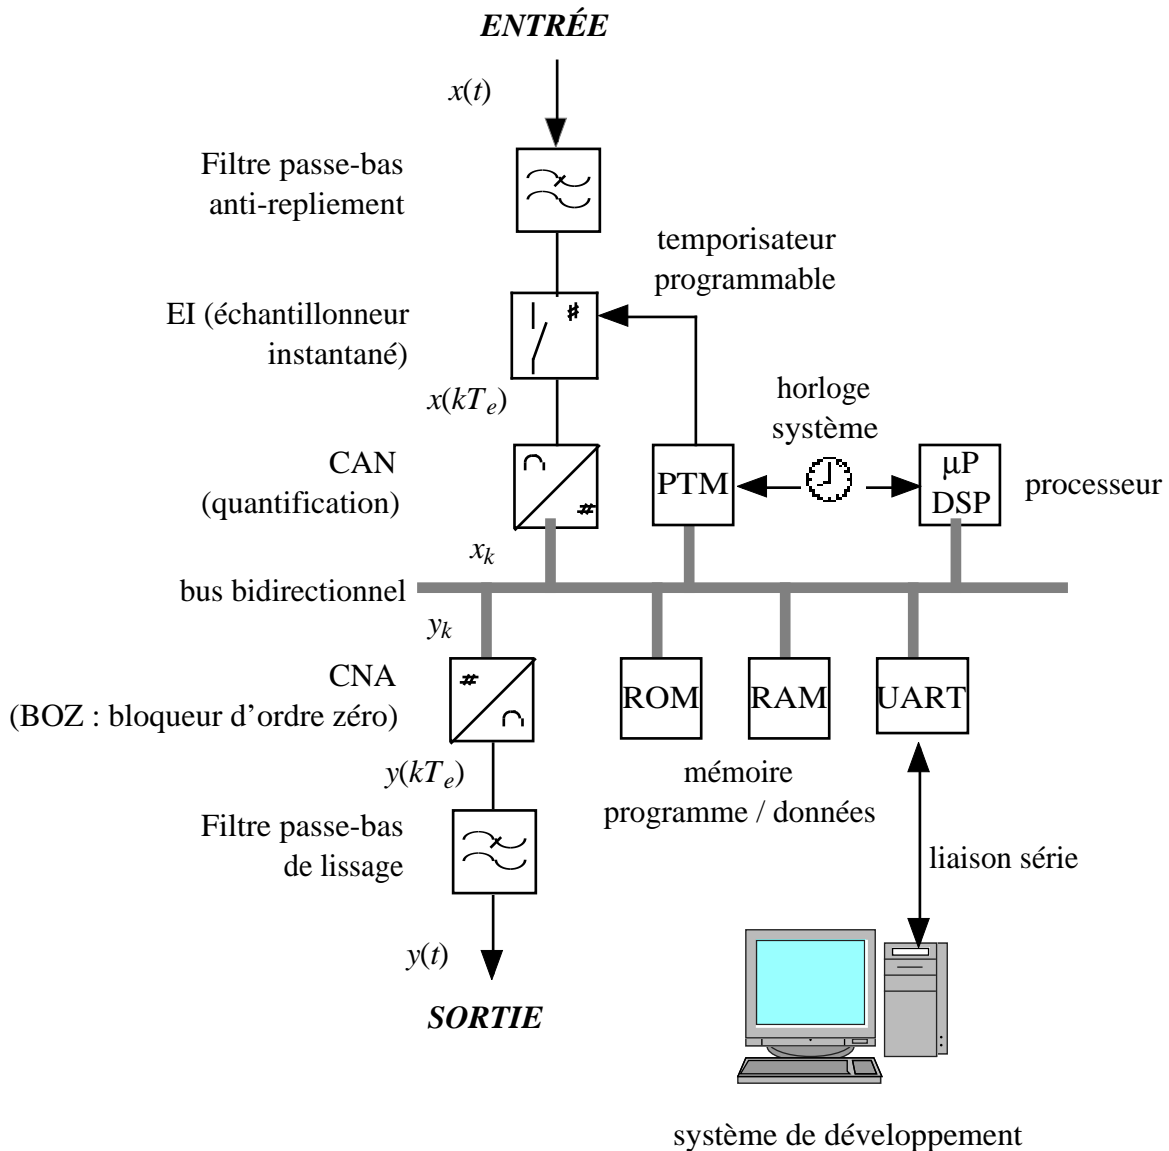 ENTRÉE
x(t)
Filtre passe-bas
anti-repliement
temporisateur
programmable
EI (échantillonneur
instantané)
x(kTe)
horloge
système
CAN
(quantification)
PTM
µP
DSP
processeur
xk
bus bidirectionnel
yk
CNA
(BOZ : bloqueur d'ordre zéro)
ROM
RAM
UART
y(kTe)
mémoire
programme / données
Filtre passe-bas
de lissage
liaison série
y(t)
SORTIE
système de développement